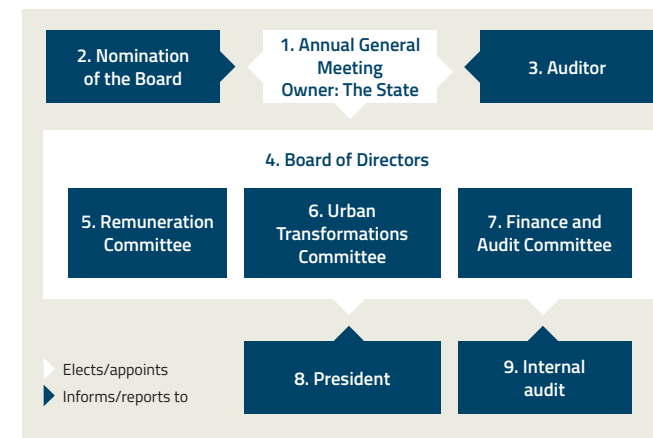 2. Nomination
of the Board
1. Annual General
Meeting
Owner: The State
3. Auditor
4. Board of Directors
5. Remuneration
Committee
6. Urban
Transformations
Committee
7. Finance and
Audit Committee
Elects/appoints
Informs/reports to
8. President
9. Internal
audit